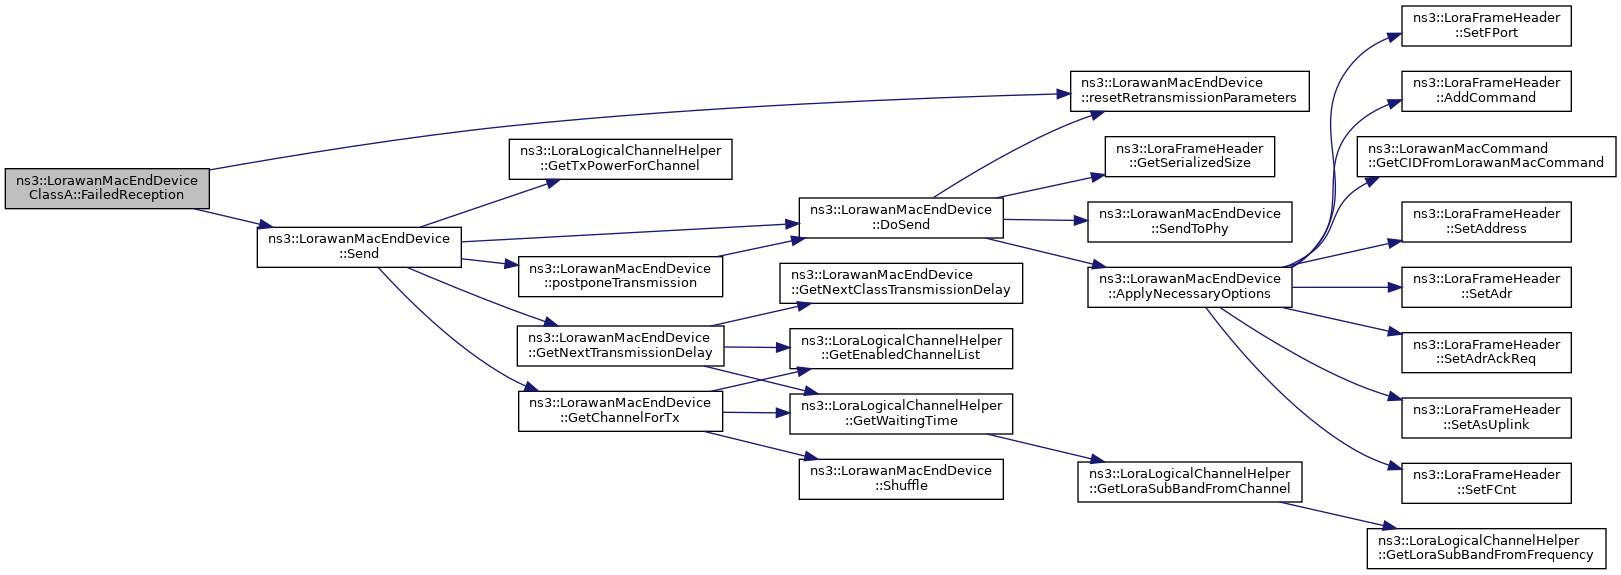 ns3::LorawanMacEndDevice
ClassA::FailedReception
ns3::LorawanMacEndDevice
::Send
ns3::LoraLogicalChannelHelper
::GetTxPowerForChannel
ns3::LorawanMacEndDevice
::postponeTransmission
ns3::LorawanMacEndDevice
::GetNextTransmissionDelay
ns3::LorawanMacEndDevice
::GetChannelForTx
ns3::LorawanMacEndDevice
::DoSend
ns3::LorawanMacEndDevice
::GetNextClassTransmissionDelay
ns3::LoraLogicalChannelHelper
::GetEnabledChannelList
ns3::LoraLogicalChannelHelper
::GetWaitingTime
ns3::LorawanMacEndDevice
::Shuffle
ns3::LorawanMacEndDevice
::resetRetransmissionParameters
ns3::LoraFrameHeader
::GetSerializedSize
ns3::LorawanMacEndDevice
::SendToPhy
ns3::LorawanMacEndDevice
::ApplyNecessaryOptions
ns3::LoraLogicalChannelHelper
::GetLoraSubBandFromChannel
ns3::LoraFrameHeader
::SetFPort
ns3::LoraFrameHeader
::AddCommand
ns3::LorawanMacCommand
::GetCIDFromLorawanMacCommand
ns3::LoraFrameHeader
::SetAddress
ns3::LoraFrameHeader
::SetAdr
ns3::LoraFrameHeader
::SetAdrAckReq
ns3::LoraFrameHeader
::SetAsUplink
ns3::LoraFrameHeader
::SetFCnt
ns3::LoraLogicalChannelHelper
::GetLoraSubBandFromFrequency